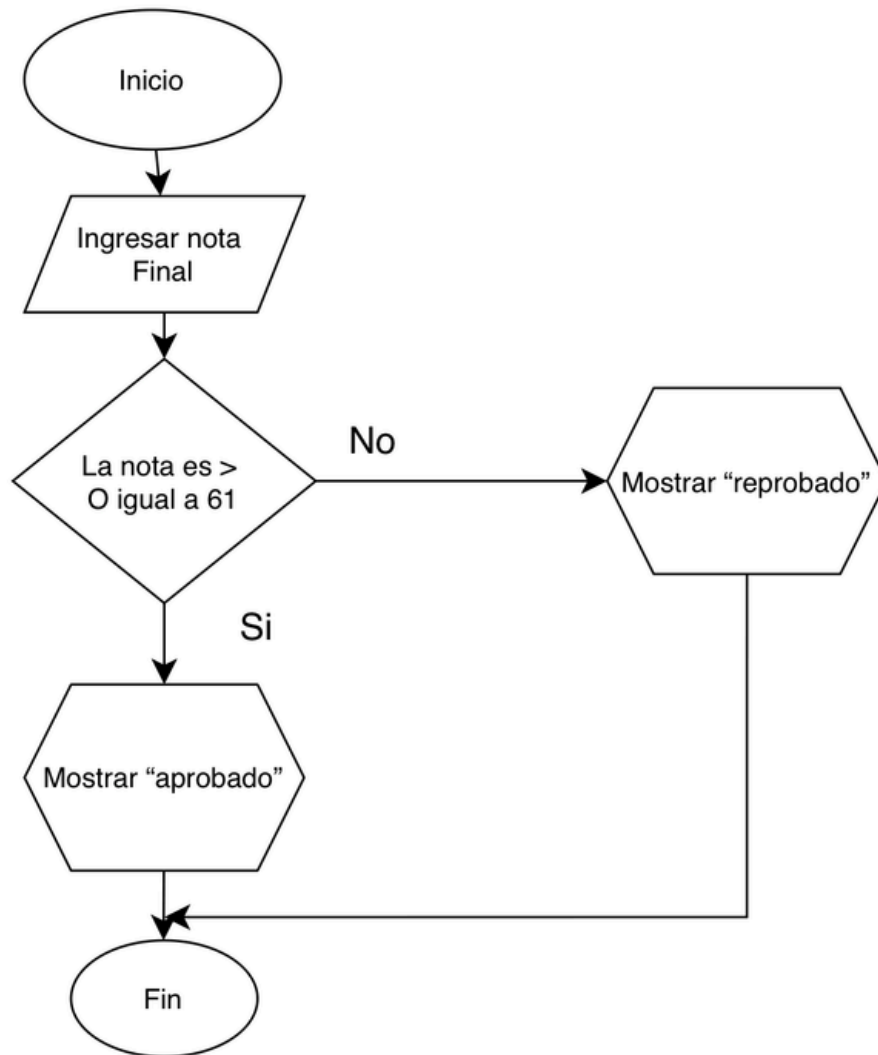 Inicio
Ingresar nota
Final
La nota es >
O igual a 61
No
Mostrar “reprobado”
Si
Mostrar “aprobado”
Fin